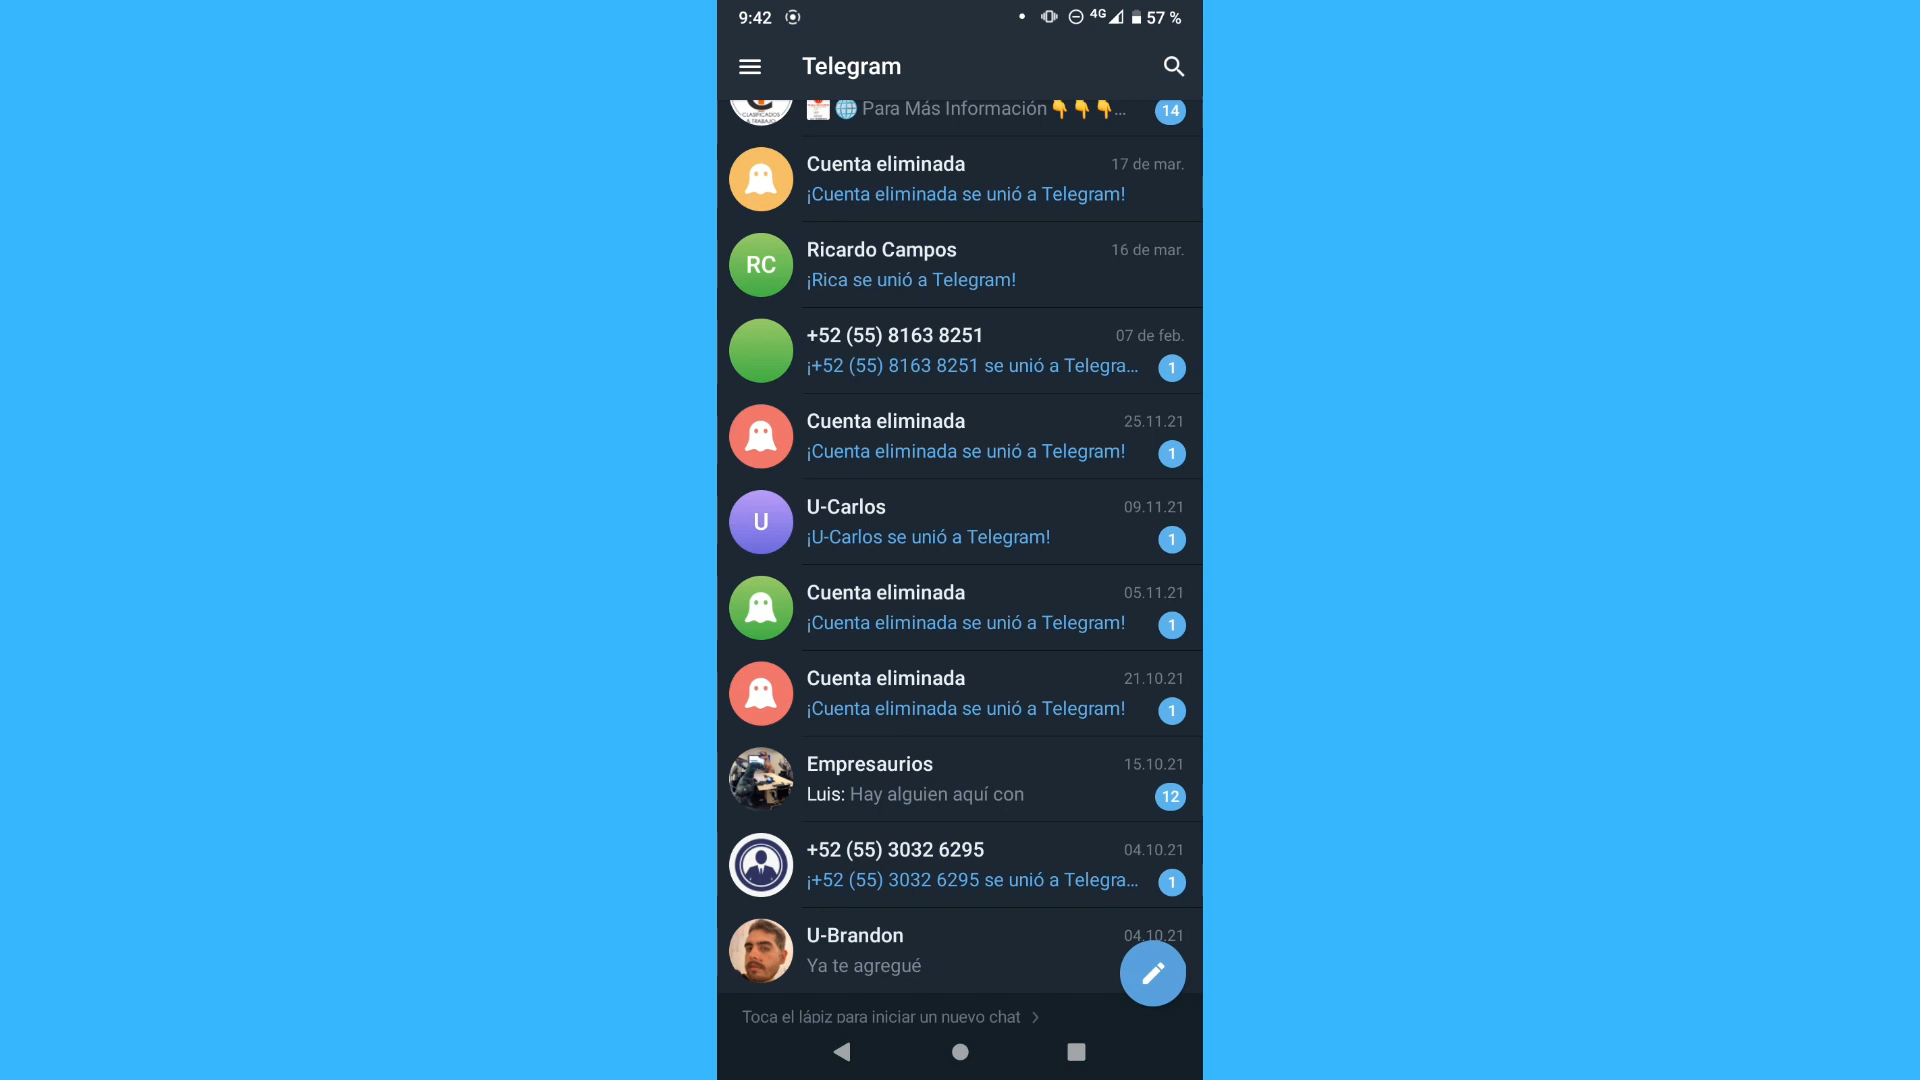 9:42
4G 57 %
Telegram
CLASIFICADOS
& TRABAJO
Para Más Información...
14
Cuenta eliminada
17 de mar.
¡Cuenta eliminada se unió a Telegram!
RC
Ricardo Campos
16 de mar.
¡Rica se unió a Telegram!
+52 (55) 8163 8251
07 de feb.
¡+52 (55) 8163 8251 se unió a Telegra...
1
Cuenta eliminada
25.11.21
¡Cuenta eliminada se unió a Telegram!
1
U
U-Carlos
09.11.21
¡U-Carlos se unió a Telegram!
1
Cuenta eliminada
05.11.21
¡Cuenta eliminada se unió a Telegram!
1
Cuenta eliminada
21.10.21
¡Cuenta eliminada se unió a Telegram!
1
Empresaurios
15.10.21
Luis: Hay alguien aquí con
12
+52 (55) 3032 6295
04.10.21
¡+52 (55) 3032 6295 se unió a Telegra...
1
U-Brandon
04.10.21
Ya te agregué
Toca el lápiz para iniciar un nuevo chat